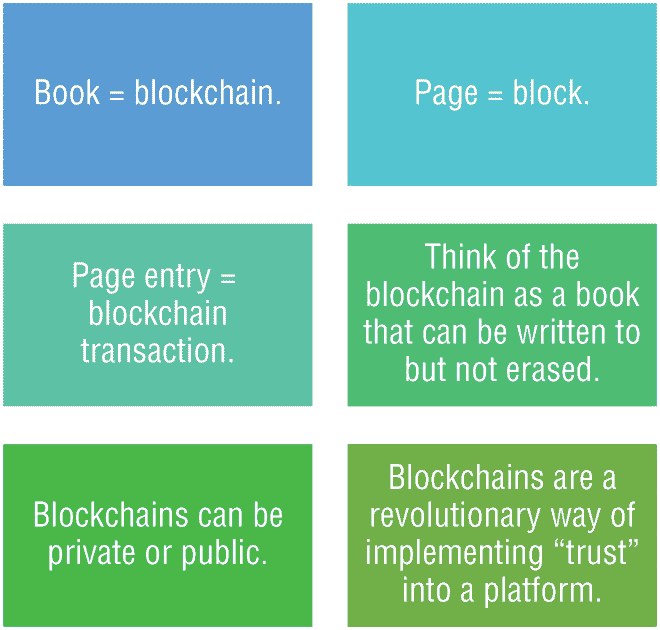 Book = blockchain.
Page = block.
Page entry =
blockchain
transaction.
Think of the
blockchain as a book
that can be written to
but not erased.
Blockchains can be
private or public.
Blockchains are a
revolutionary way of
implementing “trust”
into a platform.